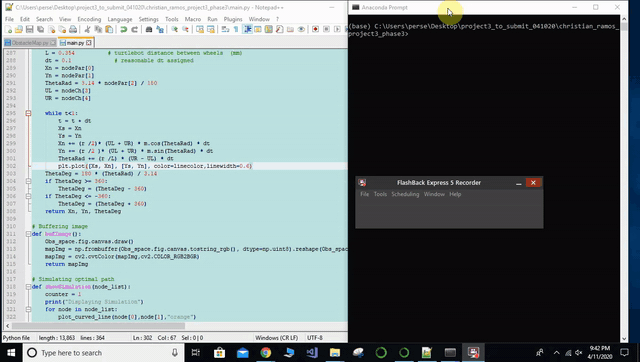 C:\Users\perse\Desktop\project3_to_submit_041020\christian_ramos_project3_phase3\main.py - Notepad++
File Edit Search View Encoding Language Settings Tools Macro Run Plugins Window ?
ObstacleMap.py main.py
287 L = 0.354 # turtlebot distance between wheels (mm)
288 dt = 0.1 # reasonable dt assigned
289 Xn = nodePar[0]
290 Yn = nodePar[1]
291 ThetaRad = 3.14 * nodePar[2] / 180
292 UL = nodeCh[3]
293 UR = nodeCh[4]
294
295 while t<1:
296 t = t + dt
297 Xs = Xn
298 Ys = Yn
299 Xn += (r /2)* (UL + UR) * m.cos(ThetaRad) * dt
300 Yn += (r /2 )* (UL + UR) * m.sin(ThetaRad) * dt
301 ThetaRad += (r /L) * (UR - UL) * dt
302 plt.plot([Xs, Xn], [Ys, Yn], color=linecolor,linewidth=0.6)
303 ThetaDeg = 180 * (ThetaRad) / 3.14
304 if ThetaDeg >= 360:
305 ThetaDeg = (ThetaDeg - 360)
306 if ThetaDeg <= -360:
307 ThetaDeg = (ThetaDeg + 360)
308 return Xn, Yn, ThetaDeg
309
310 # Buffering image
311 def bufImage():
312 Obs_space.fig.canvas.draw()
313 mapImg = np.frombuffer(Obs_space.fig.canvas.tostring_rgb(), dtype=np.uint8).reshape(Obs_spac
314 mapImg = cv2.cvtColor(mapImg,cv2.COLOR_RGB2BGR)
315 return mapImg
316
317 # Simulating optimal path
318 def showSimulation(node_list):
319 counter = 1
320 print("Displaying Simulation")
321 for node in node_list:
322 plot_curved_line(node[0],node[1],"orange")
Python file length : 13,863 lines : 364 Ln : 302 Col : 67 Sel : 0 | 0 Windows (CR LF) UTF-8
Anaconda Prompt
(base) C:\Users\perse\Desktop\project3_to_submit_041020\christian_ramos_
project3_phase3>
FlashBack Express 5 Recorder
File Tools Scheduling Window Help
Type here to search
9:42 PM
4/11/2020